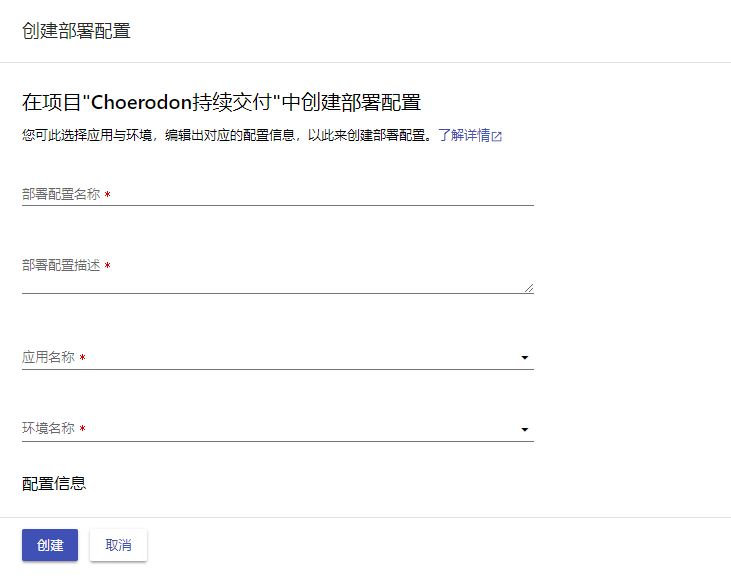 创建部署配置
在项目"Choerodon持续交付"中创建部署配置
您可此选择应用与环境，编辑出对应的配置信息，以此来创建部署配置。了解详情
部署配置名称 *
部署配置描述 *
应用名称 *
环境名称 *
配置信息
创建 取消